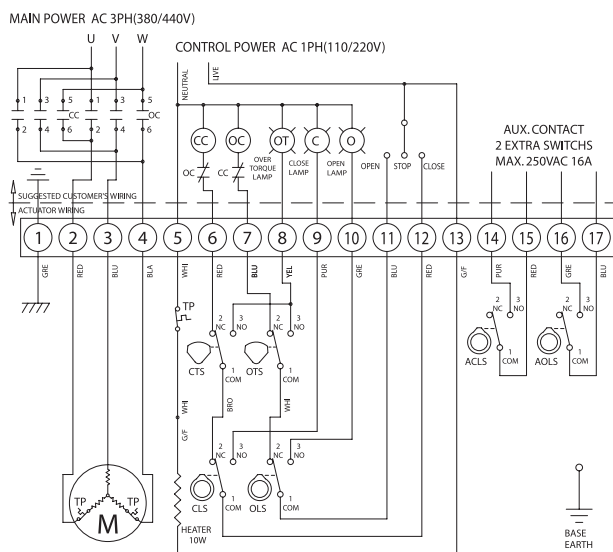 MAIN POWER AC 3PH(380/440V)
U V W
CONTROL POWER AC 1PH(110/220V)
NEUTRAL
LIVE
1 3 5 1 3 5
CC OC
2 4 6 2 4 6
CC OC OT C O
OC CC
OVER TORQUE LAMP
CLOSE LAMP
OPEN LAMP
OPEN STOP CLOSE
AUX. CONTACT
2 EXTRA SWITCHS
MAX. 250VAC 16A
SUGGESTED CUSTOMER'S WIRING
ACTUATOR WIRING
1 2 3 4 5 6 7 8 9 10 11 12 13 14 15 16 17
GRE RED BLU BLA WHI RED BLU YEL PUR GRE BLU RED G/F PUR RED GRE BLU
TP
2 NC 3 NO 2 NC 3 NO
CTS OTS
1 COM 1 COM
2 NC 3 NO 2 NC 3 NO
ACLS AOLS
1 COM 1 COM
WHI BRO WHI
G/F
2 NC 3 NO 2 NC 3 NO
CLS OLS
1 COM 1 COM
TP TP
M
HEATER
10W
BASE
EARTH